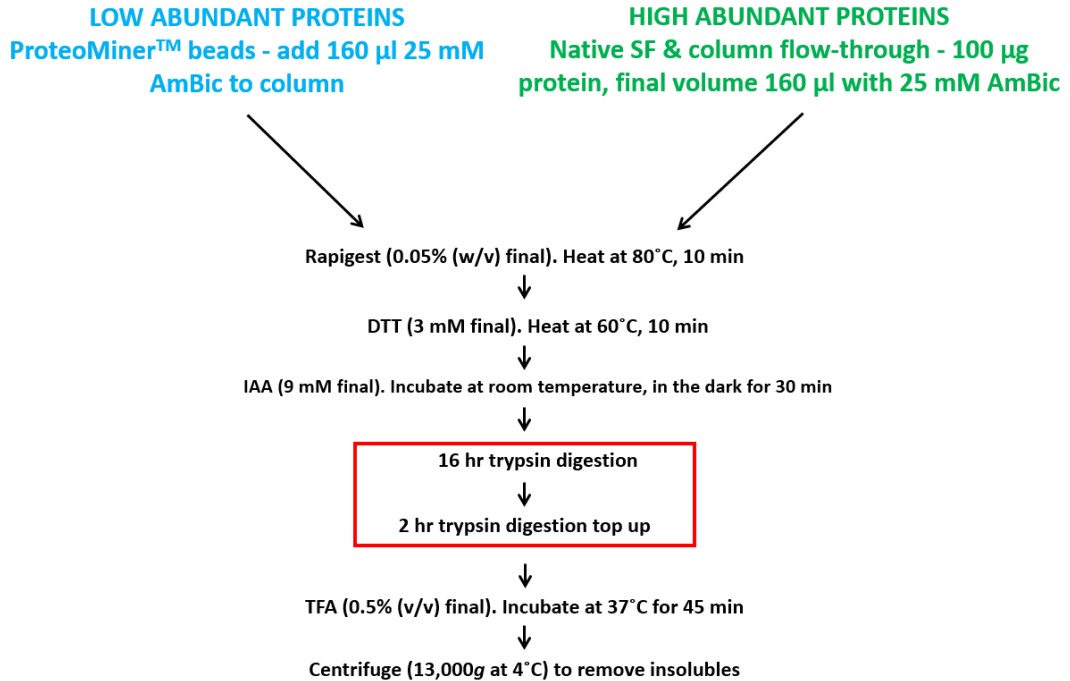 LOW ABUNDANT PROTEINS
ProteoMiner™ beads - add 160 µl 25 mM
AmBic to column
HIGH ABUNDANT PROTEINS
Native SF & column flow-through - 100 µg
protein, final volume 160 µl with 25 mM AmBic
Rapigest (0.05% (w/v) final). Heat at 80˚C, 10 min
DTT (3 mM final). Heat at 60˚C, 10 min
IAA (9 mM final). Incubate at room temperature, in the dark for 30 min
16 hr trypsin digestion
2 hr trypsin digestion top up
TFA (0.5% (v/v) final). Incubate at 37˚C for 45 min
Centrifuge (13,000g at 4˚C) to remove insolubles